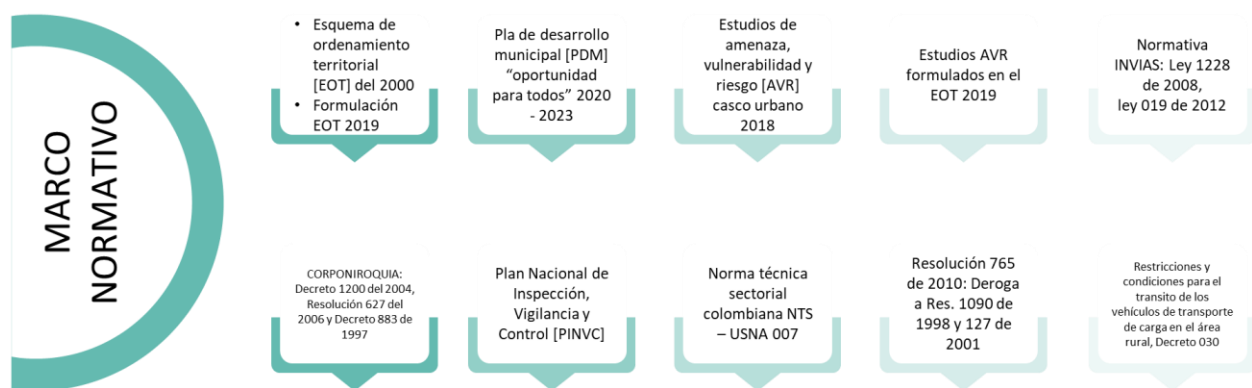 MARCO
NORMATIVO
• Esquema de
ordenamiento
territorial
[EOT] del 2000
• Formulación
EOT 2019
Pla de desarrollo
municipal [PDM]
“oportunidad
para todos” 2020
- 2023
Estudios de
amenaza,
vulnerabilidad y
riesgo [AVR]
casco urbano
2018
Estudios AVR
formulados en el
EOT 2019
Normativa
INVIAS: Ley 1228
de 2008,
ley 019 de 2012
CORPONIROQUIA:
Decreto 1200 del 2004,
Resolución 627 del
2006 y Decreto 883 de
1997
Plan Nacional de
Inspección,
Vigilancia y
Control [PINVC]
Norma técnica
sectorial
colombiana NTS
– USNA 007
Resolución 765
de 2010: Deroga
a Res. 1090 de
1998 y 127 de
2001
Restricciones y
condiciones para el
transito de los
vehículos de transporte
de carga en el área
rural, Decreto 030